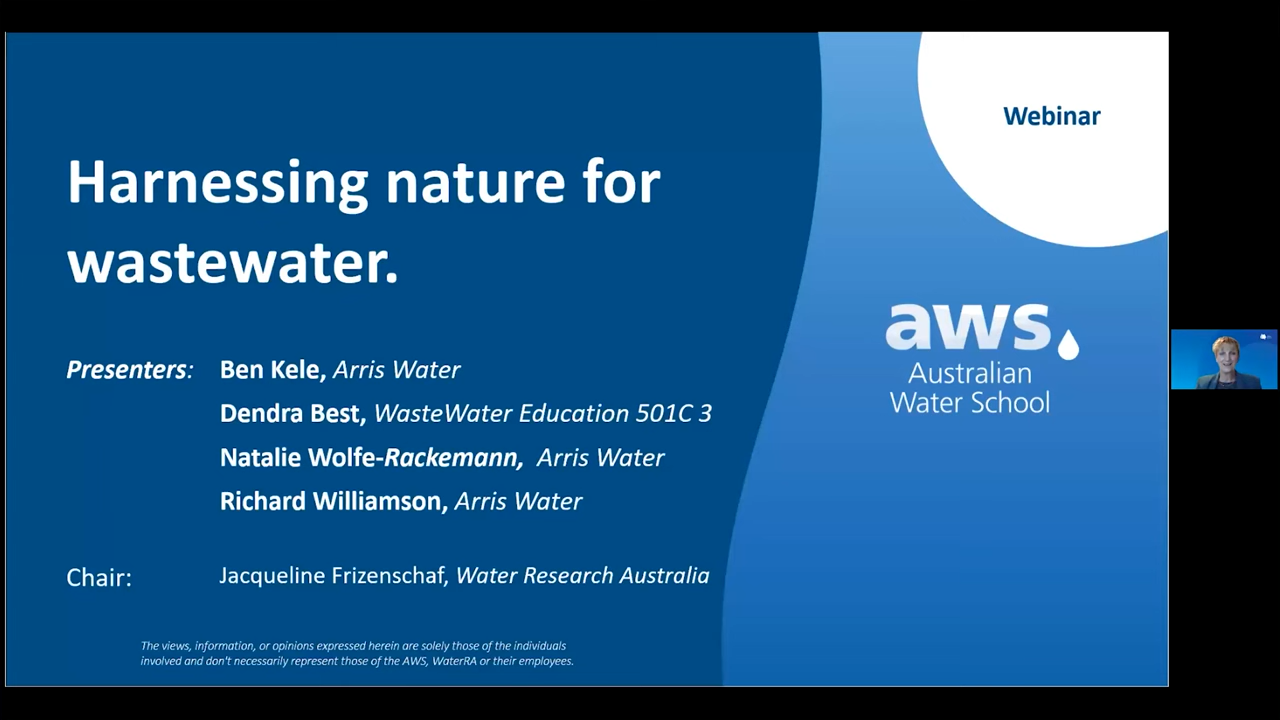 Webinar
Harnessing nature for
wastewater.
Presenters: Ben Kele, Arris Water
Dendra Best, WasteWater Education 501C 3
Natalie Wolfe-Rackemann, Arris Water
Richard Williamson, Arris Water
Chair: Jacqueline Frizenschaf, Water Research Australia
The views, information, or opinions expressed herein are solely those of the individuals
involved and don't necessarily represent those of the AWS, WaterRA or their employees.
aws
Australian
Water School